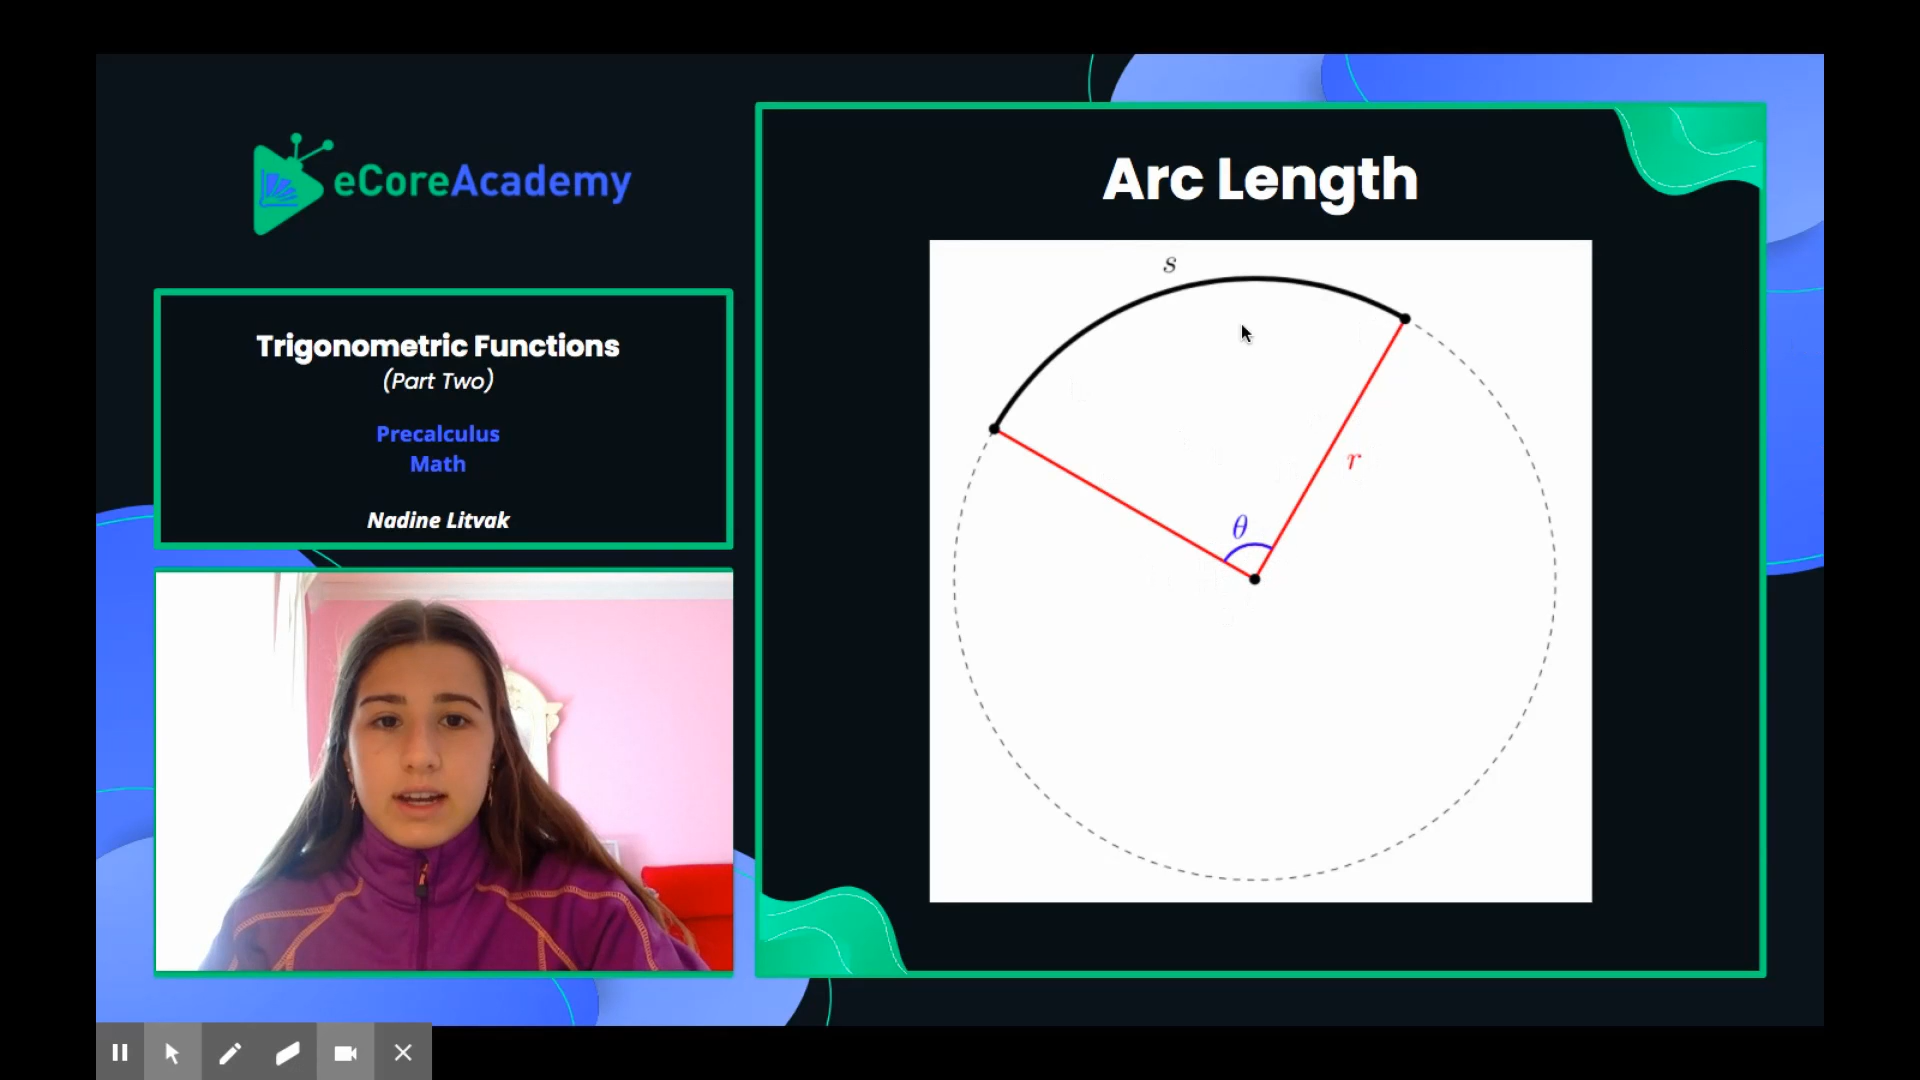 eCoreAcademy
Trigonometric Functions
(Part Two)
Precalculus
Math
Nadine Litvak
Arc Length
s
r
θ